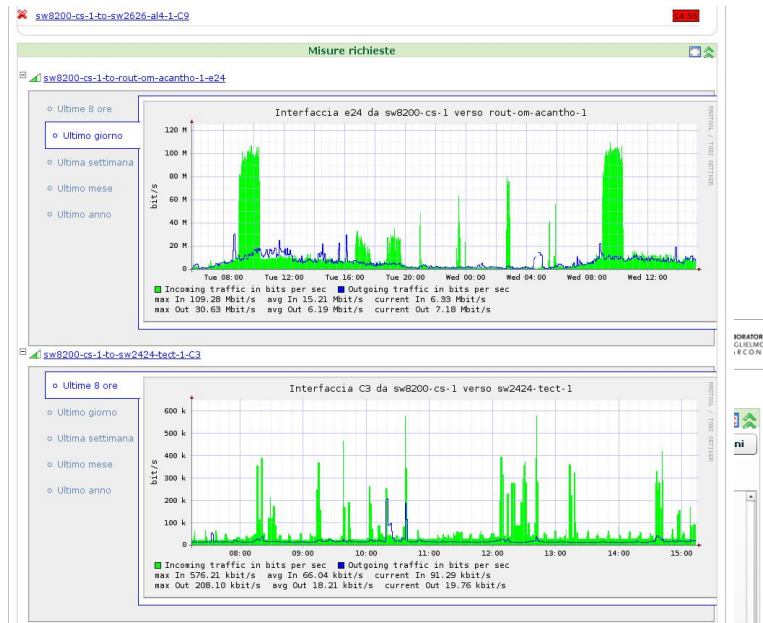 sw8200-cs-1-to-sw2626-al4-1-C9
14:55
Misure richieste
sw8200-cs-1-to-rout-om-acantho-1-e24
Ultime 8 ore
Ultimo giorno
Ultima settimana
Ultimo mese
Ultimo anno
Interfaccia e24 da sw8200-cs-1 verso rout-om-acantho-1
RRDTOOL / TOBI OETIKER
bit/s
120 M
100 M
80 M
60 M
40 M
20 M
0
Tue 08:00 Tue 12:00 Tue 16:00 Tue 20:00 Wed 00:00 Wed 04:00 Wed 08:00 Wed 12:00
Incoming traffic in bits per sec Outgoing traffic in bits per sec
max In 109.28 Mbit/s avg In 15.21 Mbit/s current In 6.33 Mbit/s
max Out 30.63 Mbit/s avg Out 6.19 Mbit/s current Out 7.18 Mbit/s
sw8200-cs-1-to-sw2424-tect-1-C3
Ultime 8 ore
Ultimo giorno
Ultima settimana
Ultimo mese
Ultimo anno
Interfaccia C3 da sw8200-cs-1 verso sw2424-tect-1
RRDTOOL / TOBI OETIKER
bit/s
600 k
500 k
400 k
300 k
200 k
100 k
0
08:00 09:00 10:00 11:00 12:00 13:00 14:00 15:00
Incoming traffic in bits per sec Outgoing traffic in bits per sec
max In 576.21 kbit/s avg In 66.04 kbit/s current In 91.29 kbit/s
max Out 208.10 kbit/s avg Out 18.21 kbit/s current Out 19.76 kbit/s
BORATOR
GLIELMO
ARCON
ni